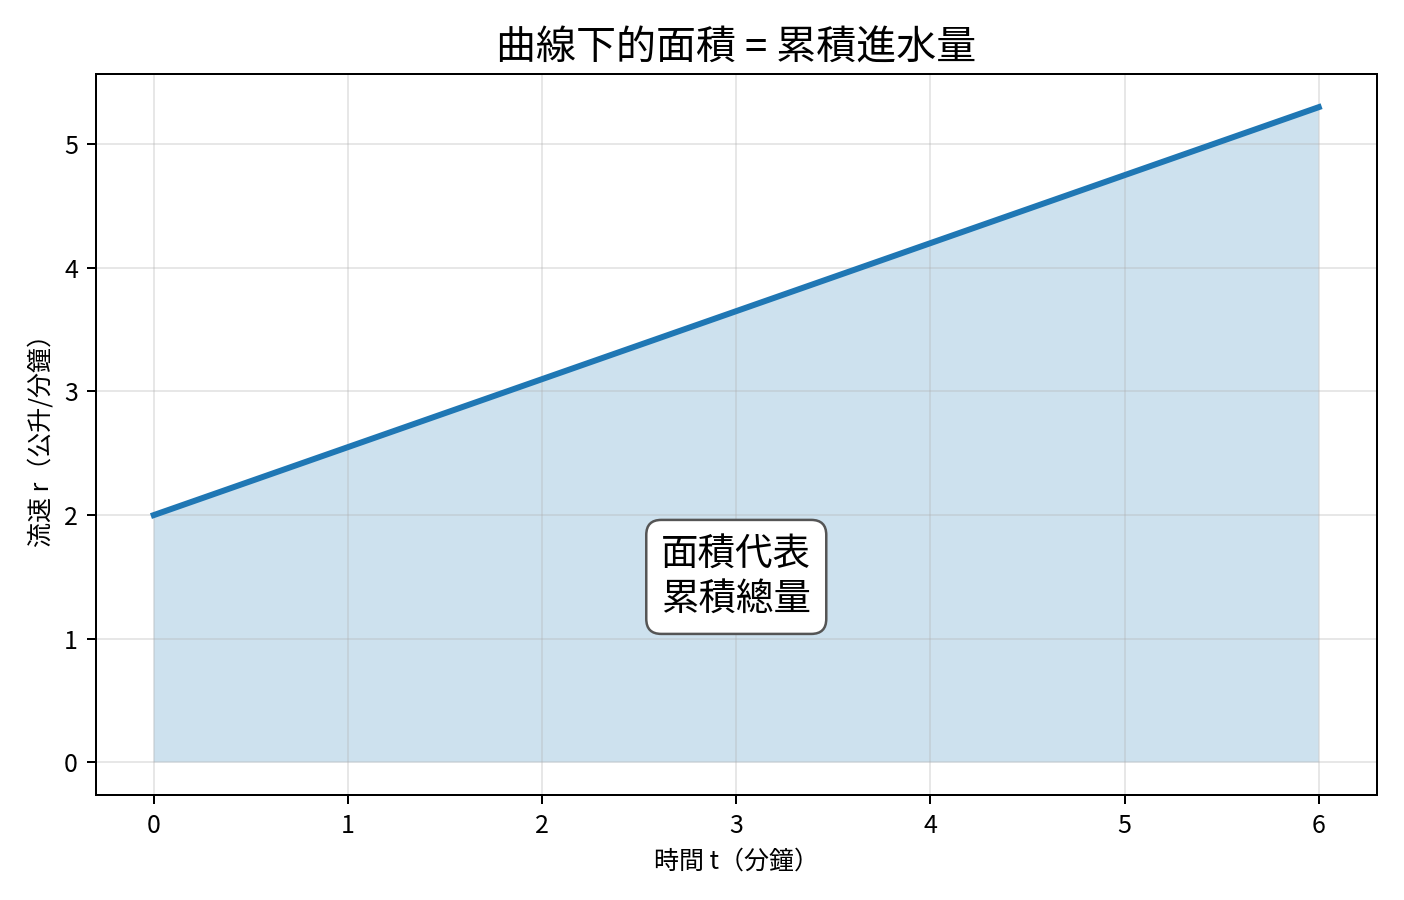 曲線下的面積 = 累積進水量
流速 r（公升/分鐘）
5
4
3
2
1
0
面積代表
累積總量
0 1 2 3 4 5 6
時間 t（分鐘）